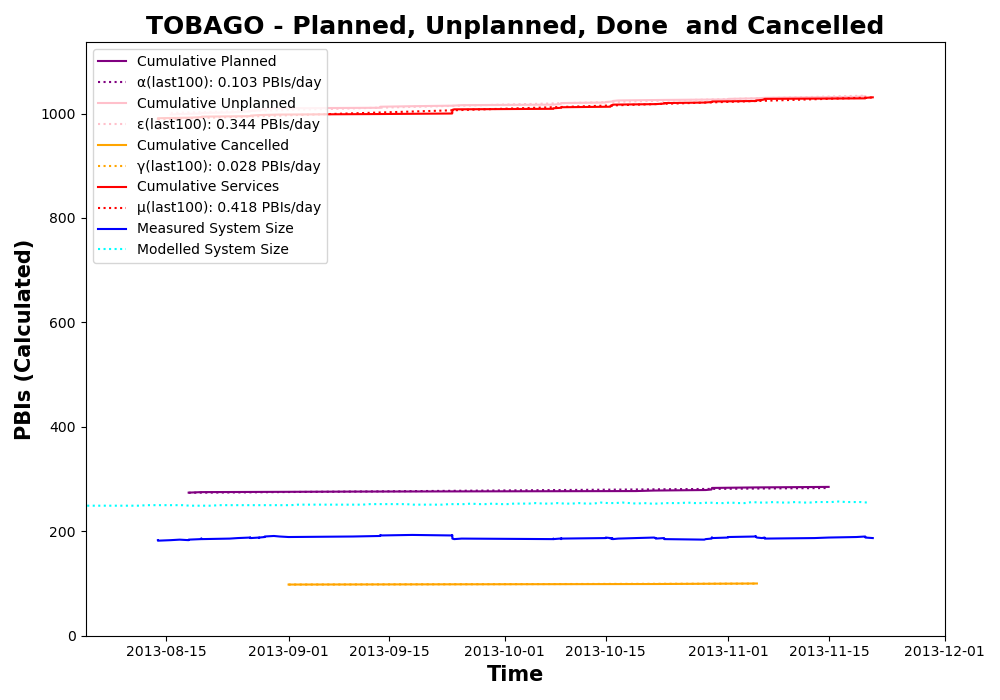 TOBAGO - Planned, Unplanned, Done  and Cancelled
Cumulative Planned
α(last100): 0.103 PBIs/day
Cumulative Unplanned
ε(last100): 0.344 PBIs/day
Cumulative Cancelled
γ(last100): 0.028 PBIs/day
Cumulative Services
μ(last100): 0.418 PBIs/day
Measured System Size
Modelled System Size
PBIs (Calculated)
1000
800
600
400
200
0
2013-08-15 2013-09-01 2013-09-15 2013-10-01 2013-10-15 2013-11-01 2013-11-15 2013-12-01
Time